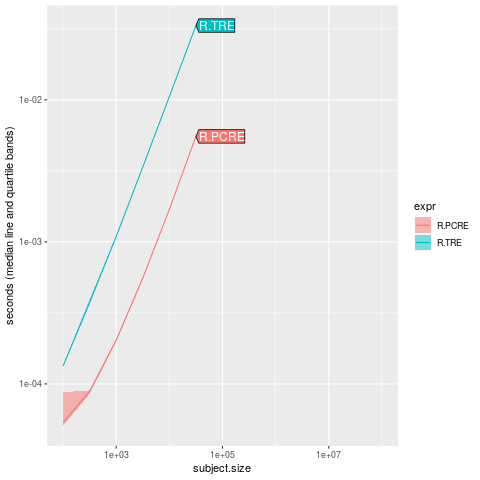 R.TRE
R.PCRE
1e-02
1e-03
1e-04
seconds (median line and quartile bands)
1e+03
1e+05
1e+07
subject.size
expr
R.PCRE
R.TRE